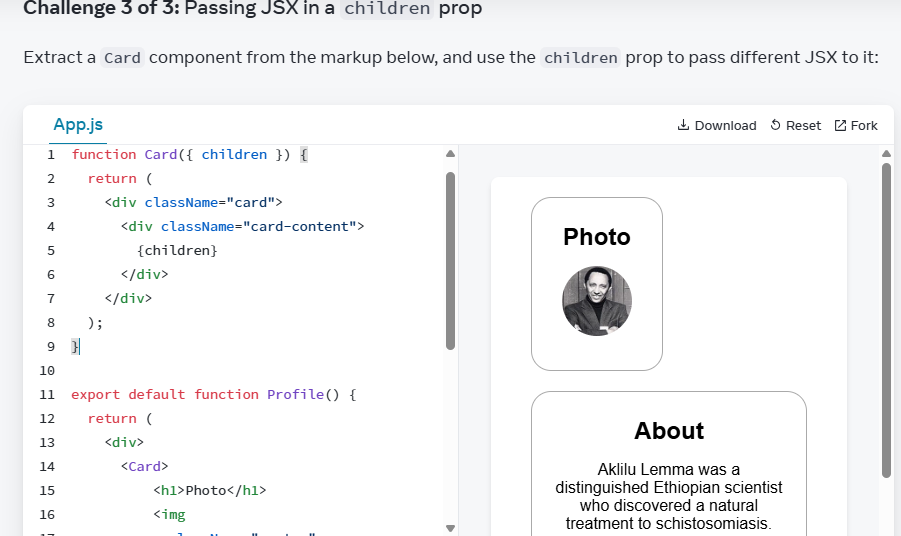 Challenge 3 of 3: Passing JSX in a children prop
Extract a Card component from the markup below, and use the children prop to pass different JSX to it:
App.js
Download Reset Fork
1 function Card({ children }) {
2 return (
3 <div className="card">
4 <div className="card-content">
5 {children}
6 </div>
7 </div>
8 );
9 }
10
11 export default function Profile() {
12 return (
13 <div>
14 <Card>
15 <h1>Photo</h1>
16 <img
Photo
About
Aklilu Lemma was a
distinguished Ethiopian scientist
who discovered a natural
treatment to schistosomiasis.